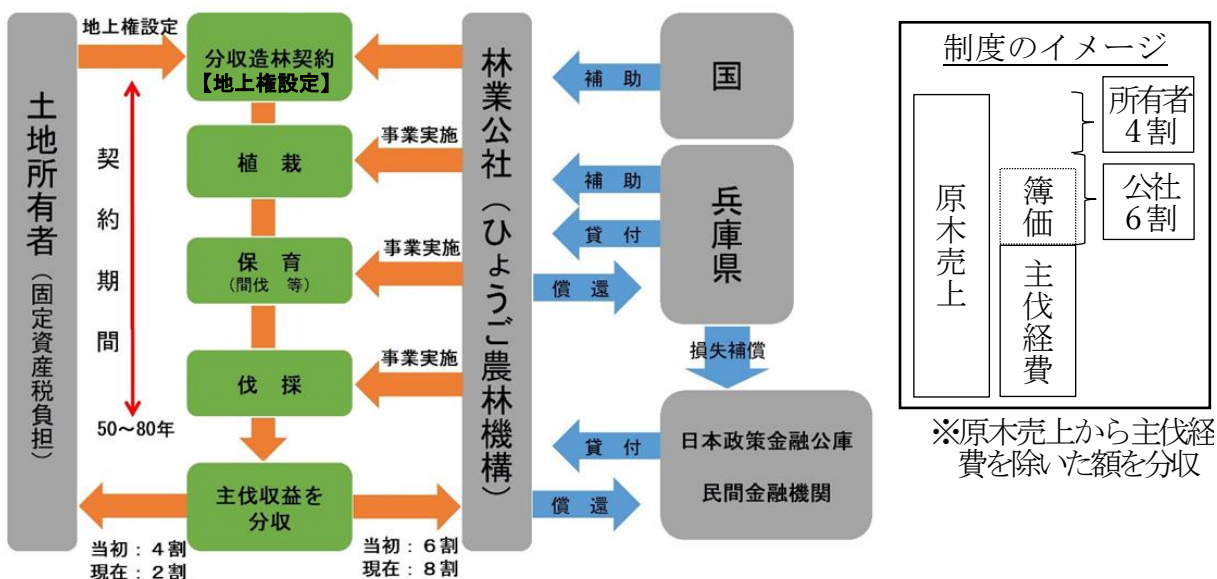 地上権設定
土地所有者（固定資産税負担）
契約期間
50～80年
分収造林契約
【地上権設定】
植 栽
保 育
(間伐 等)
伐 採
主伐収益を
分収
当初：４割
現在：２割
当初：６割
現在：８割
事業実施
事業実施
事業実施
林業公社（ひょうご農林機構）
補 助
国
補 助
貸 付
償 還
兵庫県
損失補償
貸 付
償 還
日本政策金融公庫
民間金融機関
制度のイメージ
原木売上
簿価
主伐経費
所有者
４割
公社
６割
※原木売上から主伐経
費を除いた額を分収